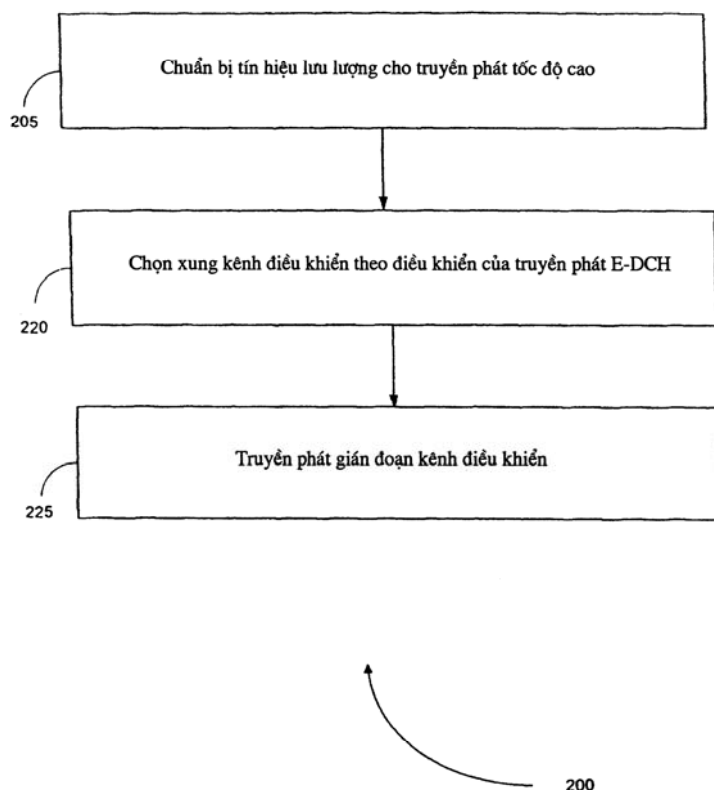 Chuẩn bị tín hiệu lưu lượng cho truyền phát tốc độ cao
205
Chọn xung kênh điều khiển theo điều khiển của truyền phát E-DCH
220
Truyền phát gián đoạn kênh điều khiển
225
200